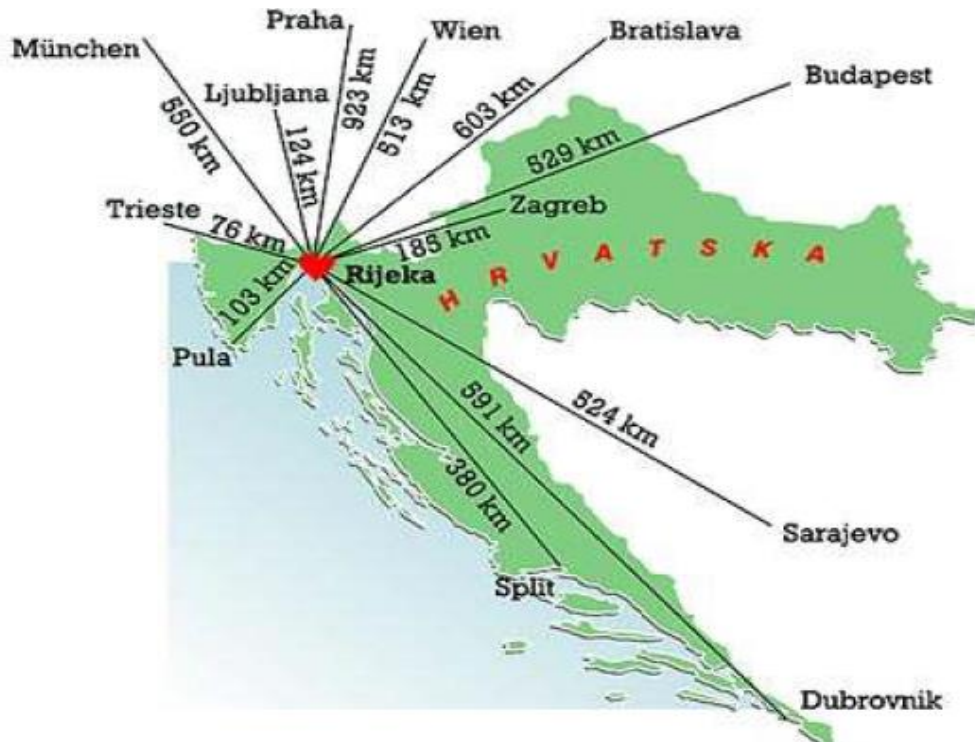 Praha
Wien
Bratislava
München
Budapest
Ljubljana
550 km
124 km
923 km
513 km
603 km
529 km
Trieste
76 km
Zagreb
185 km
HRVATSKA
103 km
Rijeka
Pula
591 km
524 km
380 km
Sarajevo
Split
Dubrovnik